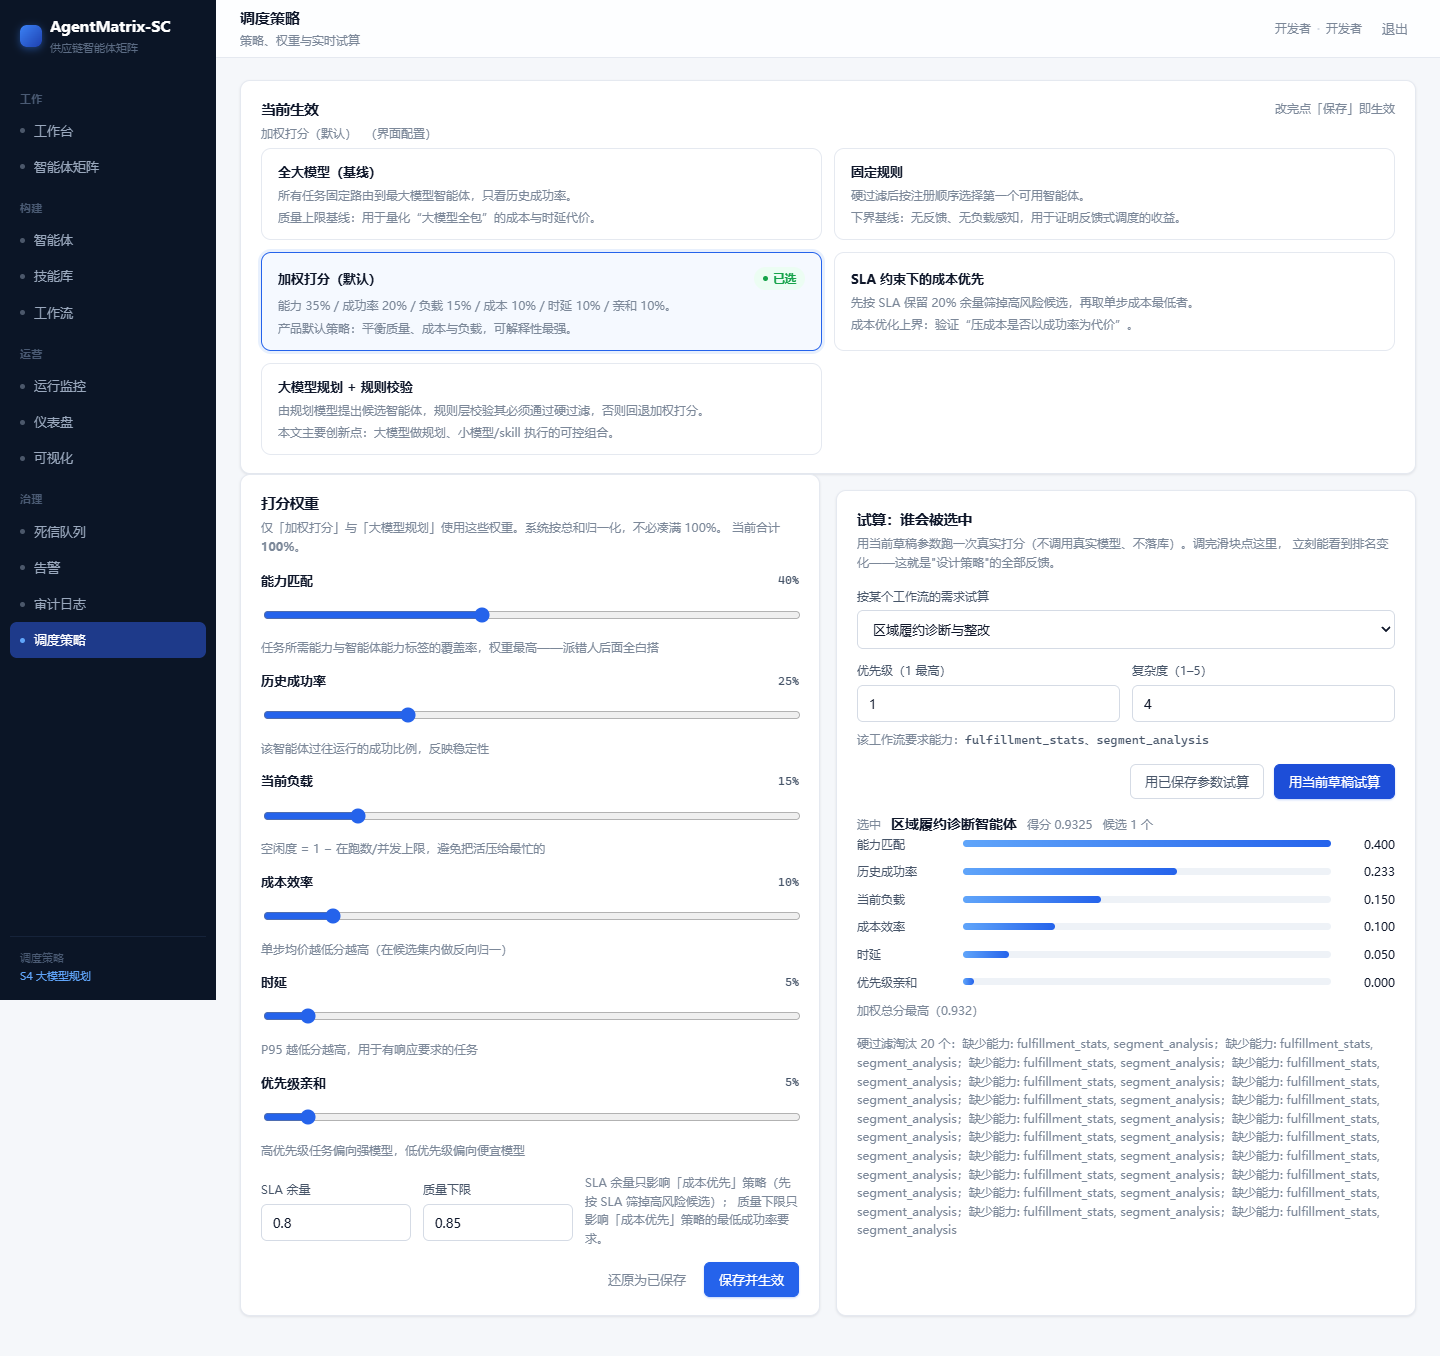 AgentMatrix-SC
供应链智能体矩阵
工作
工作台
智能体矩阵
构建
智能体
技能库
工作流
运营
运行监控
仪表盘
可视化
治理
死信队列
告警
审计日志
调度策略
调度策略
S4 大模型规划
调度策略
策略、权重与实时试算
开发者 · 开发者
退出
当前生效
改完点「保存」即生效
加权打分（默认） （界面配置）
全大模型（基线）
所有任务固定路由到最大模型智能体，只看历史成功率。
质量上限基线：用于量化“大模型全包”的成本与时延代价。
固定规则
硬过滤后按注册顺序选择第一个可用智能体。
下界基线：无反馈、无负载感知，用于证明反馈式调度的收益。
加权打分（默认）
已选
能力 35% / 成功率 20% / 负载 15% / 成本 10% / 时延 10% / 亲和 10%。
产品默认策略：平衡质量、成本与负载，可解释性最强。
SLA 约束下的成本优先
先按 SLA 保留 20% 余量筛掉高风险候选，再取单步成本最低者。
成本优化上界：验证“压成本是否以成功率为代价”。
大模型规划 + 规则校验
由规划模型提出候选智能体，规则层校验其必须通过硬过滤，否则回退加权打分。
本文主要创新点：大模型做规划、小模型/skill 执行的可控组合。
打分权重
仅「加权打分」与「大模型规划」使用这些权重。系统按总和归一化，不必凑满 100%。 当前合计
100%。
能力匹配
40%
任务所需能力与智能体能力标签的覆盖率，权重最高——派错人后面全白搭
历史成功率
25%
该智能体过往运行的成功比例，反映稳定性
当前负载
15%
空闲度 = 1 − 在跑数/并发上限，避免把活压给最忙的
成本效率
10%
单步均价越低分越高（在候选集内做反向归一）
时延
5%
P95 越低分越高，用于有响应要求的任务
优先级亲和
5%
高优先级任务偏向强模型，低优先级偏向便宜模型
SLA 余量
0.8
质量下限
0.85
SLA 余量只影响「成本优先」策略（先
按 SLA 筛掉高风险候选）； 质量下限只
影响「成本优先」策略的最低成功率要
求。
还原为已保存
保存并生效
试算：谁会被选中
用当前草稿参数跑一次真实打分（不调用真实模型、不落库）。调完滑块点这里， 立刻能看到排名变
化——这就是"设计策略"的全部反馈。
按某个工作流的需求试算
区域履约诊断与整改
优先级（1 最高）
1
复杂度（1–5）
4
该工作流要求能力：fulfillment_stats、segment_analysis
用已保存参数试算
用当前草稿试算
选中 区域履约诊断智能体 得分 0.9325 候选 1 个
能力匹配
0.400
历史成功率
0.233
当前负载
0.150
成本效率
0.100
时延
0.050
优先级亲和
0.000
加权总分最高（0.932）
硬过滤淘汰 20 个：缺少能力: fulfillment_stats, segment_analysis；缺少能力: fulfillment_stats,
segment_analysis；缺少能力: fulfillment_stats, segment_analysis；缺少能力: fulfillment_stats,
segment_analysis；缺少能力: fulfillment_stats, segment_analysis；缺少能力: fulfillment_stats,
segment_analysis；缺少能力: fulfillment_stats, segment_analysis；缺少能力: fulfillment_stats,
segment_analysis；缺少能力: fulfillment_stats, segment_analysis；缺少能力: fulfillment_stats,
segment_analysis；缺少能力: fulfillment_stats, segment_analysis；缺少能力: fulfillment_stats,
segment_analysis；缺少能力: fulfillment_stats, segment_analysis；缺少能力: fulfillment_stats,
segment_analysis；缺少能力: fulfillment_stats, segment_analysis；缺少能力: fulfillment_stats,
segment_analysis；缺少能力: fulfillment_stats, segment_analysis；缺少能力: fulfillment_stats,
segment_analysis；缺少能力: fulfillment_stats, segment_analysis；缺少能力: fulfillment_stats,
segment_analysis